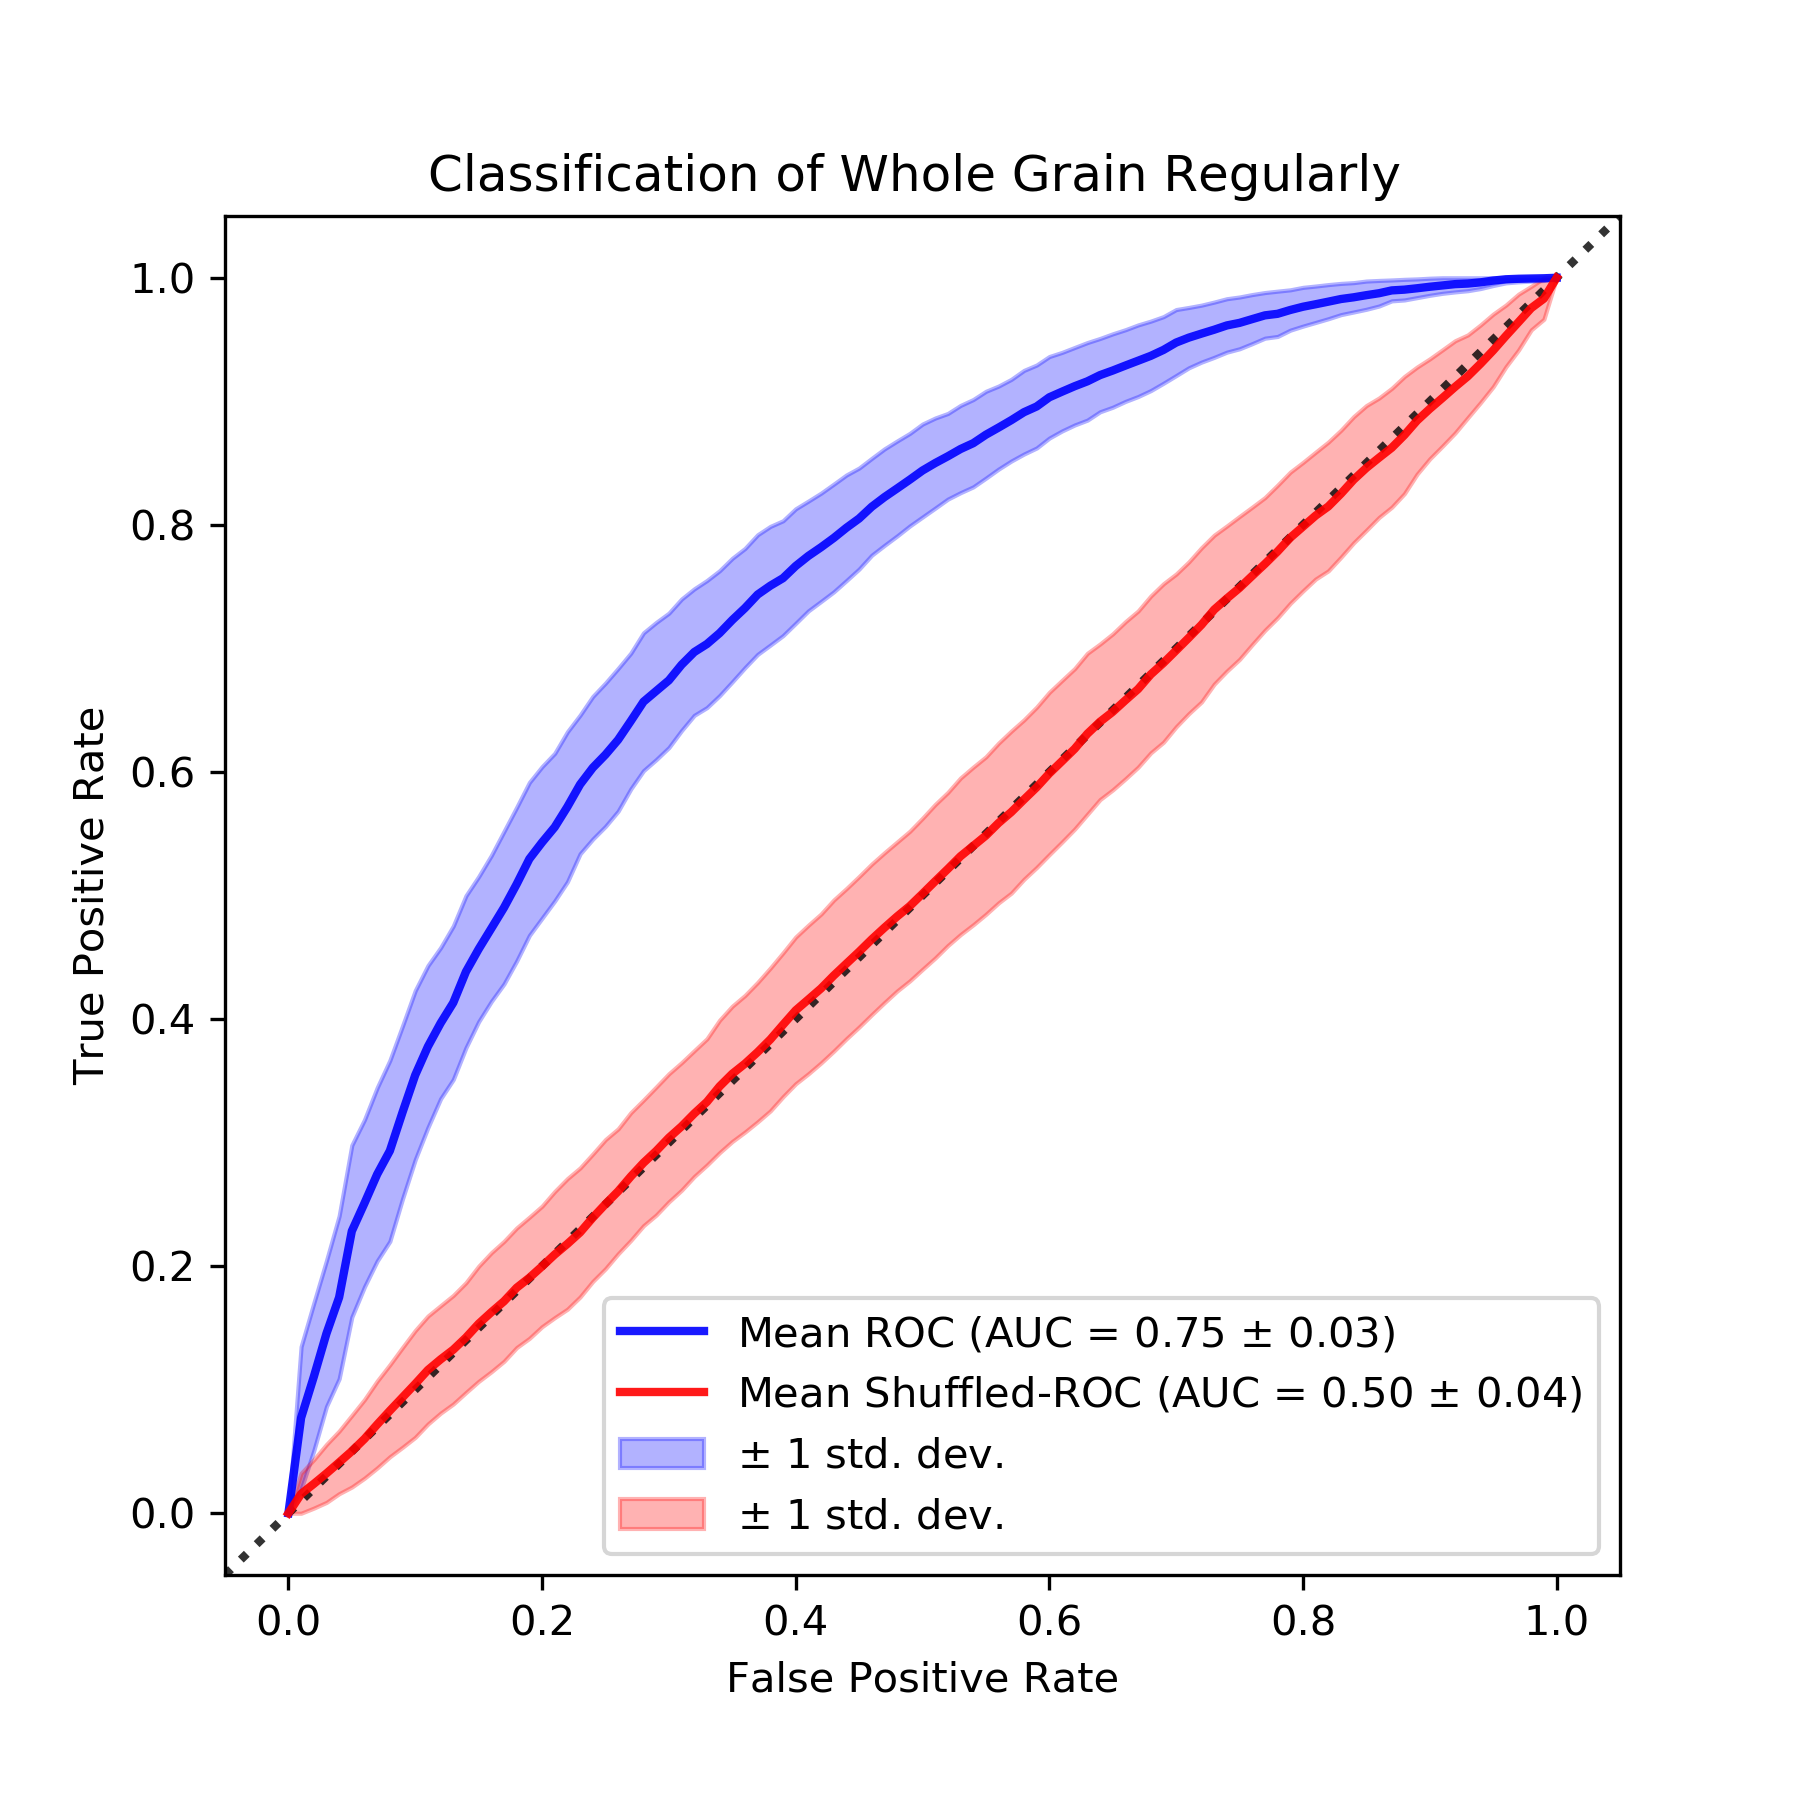 Classification of Whole Grain Regularly
True Positive Rate
1.0
0.8
0.6
0.4
0.2
0.0
Mean ROC (AUC = 0.75 ± 0.03)
Mean Shuffled-ROC (AUC = 0.50 ± 0.04)
± 1 std. dev.
± 1 std. dev.
0.0 0.2 0.4 0.6 0.8 1.0
False Positive Rate